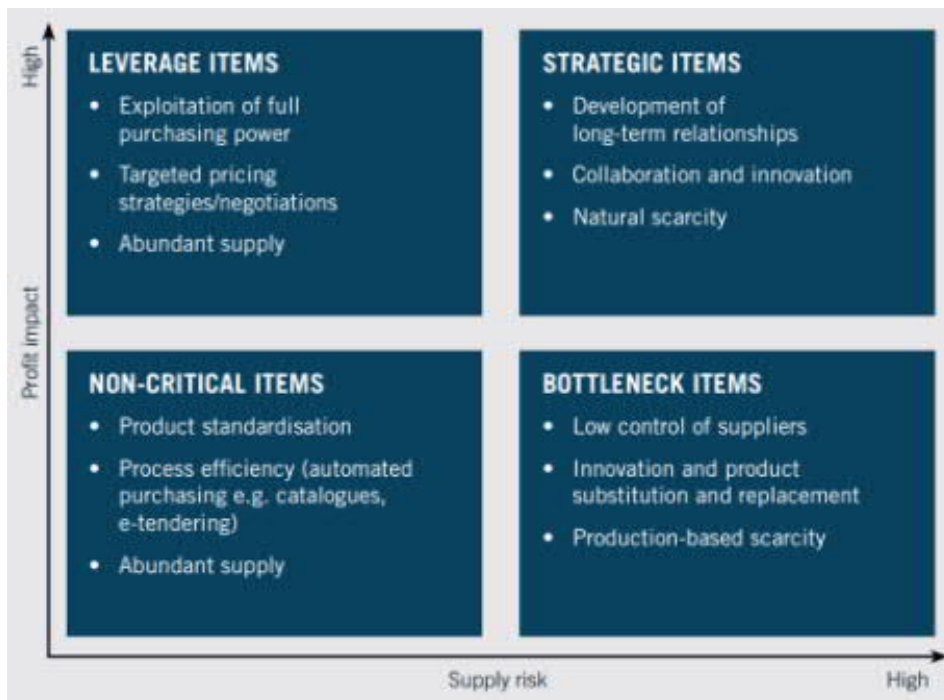 High
Profit impact
LEVERAGE ITEMS
• Exploitation of full
purchasing power
• Targeted pricing
strategies/negotiations
• Abundant supply
STRATEGIC ITEMS
• Development of
long-term relationships
• Collaboration and innovation
• Natural scarcity
NON-CRITICAL ITEMS
• Product standardisation
• Process efficiency (automated
purchasing e.g. catalogues,
e-tendering)
• Abundant supply
BOTTLENECK ITEMS
• Low control of suppliers
• Innovation and product
substitution and replacement
• Production-based scarcity
Supply risk
High